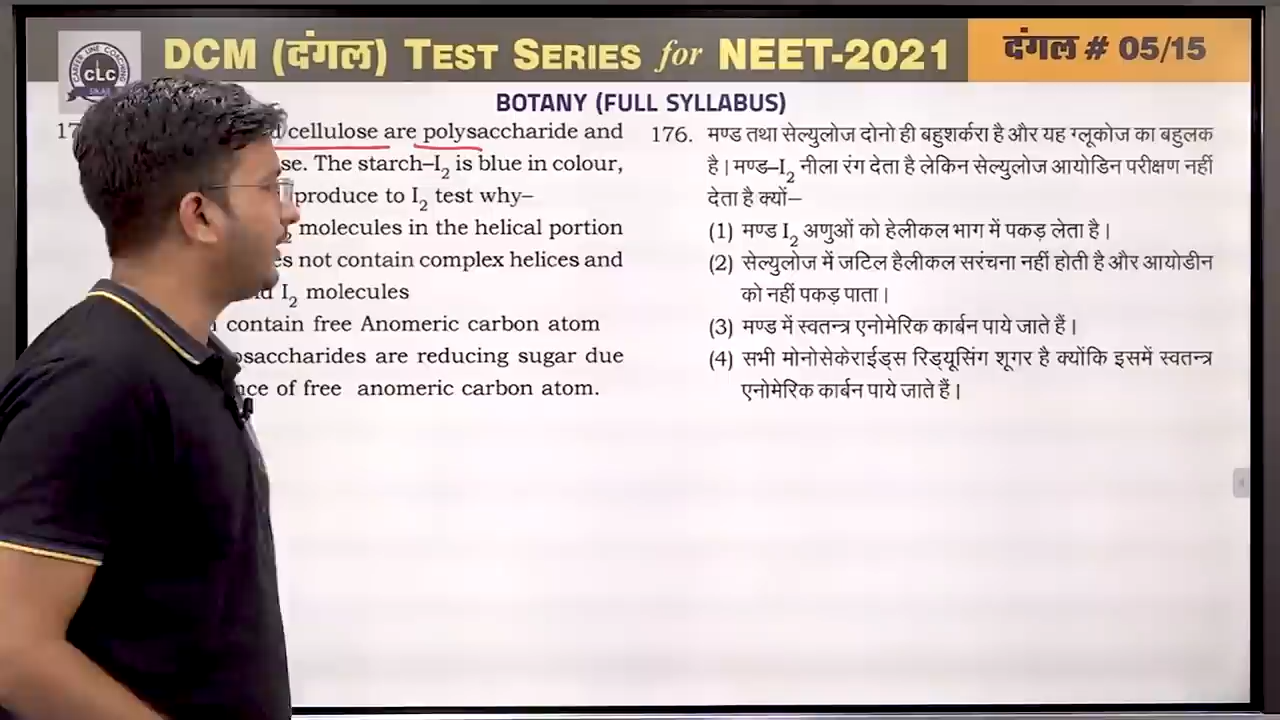 DCM (दंगल) TEST SERIES for NEET-2021
दंगल # 05/15
CAREER LINE COACHING
CLC
SIKAR
BOTANY (FULL SYLLABUS)
cellulose are polysaccharide and
The starch–I₂ is blue in colour,
produce to I₂ test why–
molecules in the helical portion
not contain complex helices and
I₂ molecules
contain free Anomeric carbon atom
are reducing sugar due
of free anomeric carbon atom.
176. मण्ड तथा सेल्युलोज दोनो ही बहुशर्करा है और यह ग्लूकोज का बहुलक
है। मण्ड–I₂ नीला रंग देता है लेकिन सेल्युलोज आयोडिन परीक्षण नहीं
देता है क्यों–
(1) मण्ड I₂ अणुओं को हेलीकल भाग में पकड़ लेता है।
(2) सेल्युलोज में जटिल हैलीकल सरंचना नहीं होती है और आयोडीन
को नहीं पकड़ पाता।
(3) मण्ड में स्वतन्त्र एनोमेरिक कार्बन पाये जाते हैं।
(4) सभी मोनोसेकेराईड्स रिड्यूसिंग शूगर है क्योंकि इसमें स्वतन्त्र
एनोमेरिक कार्बन पाये जाते हैं।